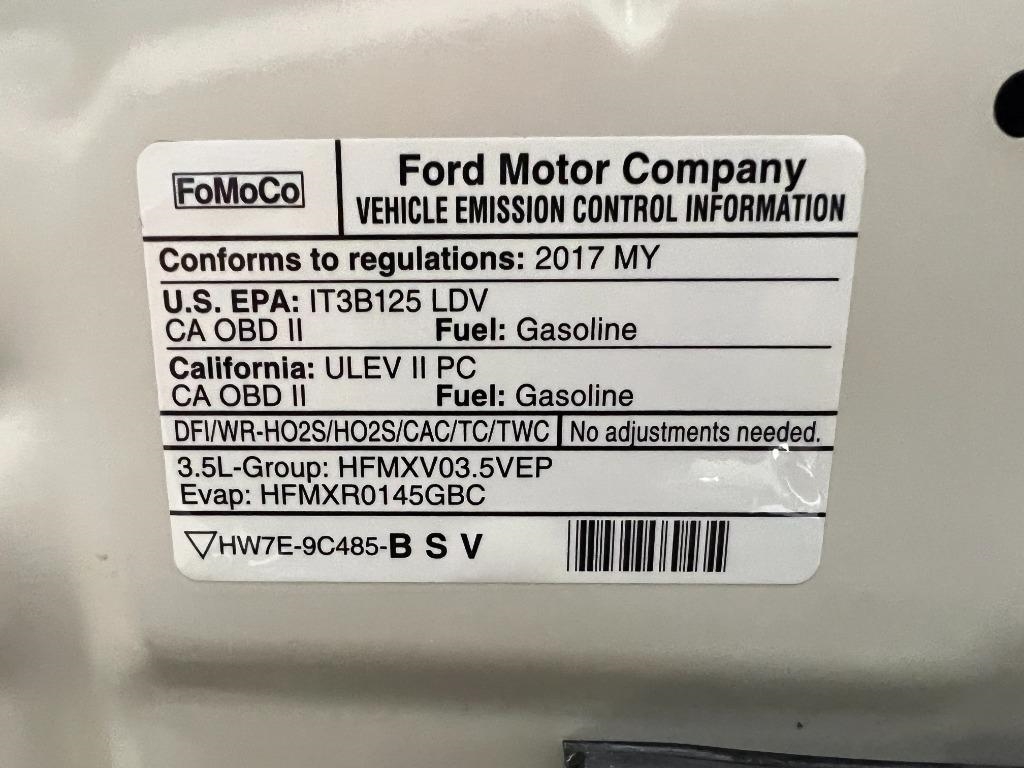 FoMoCo
Ford Motor Company
VEHICLE EMISSION CONTROL INFORMATION
Conforms to regulations: 2017 MY
U.S. EPA: IT3B125 LDV
CA OBD II Fuel: Gasoline
California: ULEV II PC
CA OBD II Fuel: Gasoline
DFI/WR-HO2S/HO2S/CAC/TC/TWC No adjustments needed.
3.5L-Group: HFMXV03.5VEP
Evap: HFMXR0145GBC
HW7E-9C485-B S V